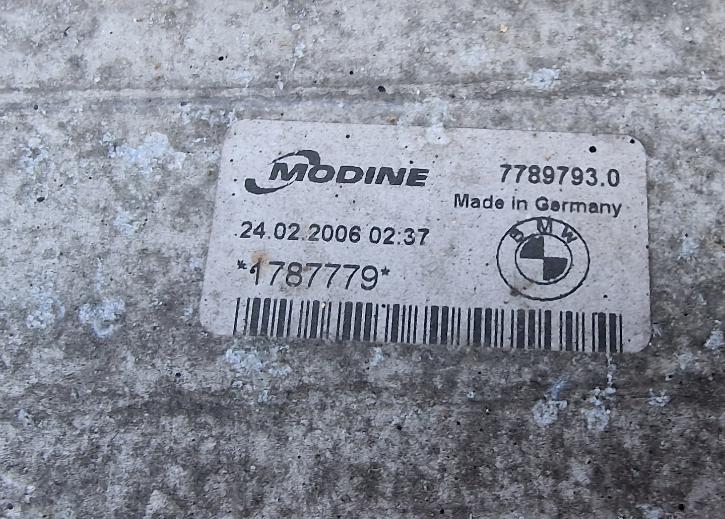 MODINE 7789793.0
Made in Germany
24.02.2006 02:37
BMW
*1787779*